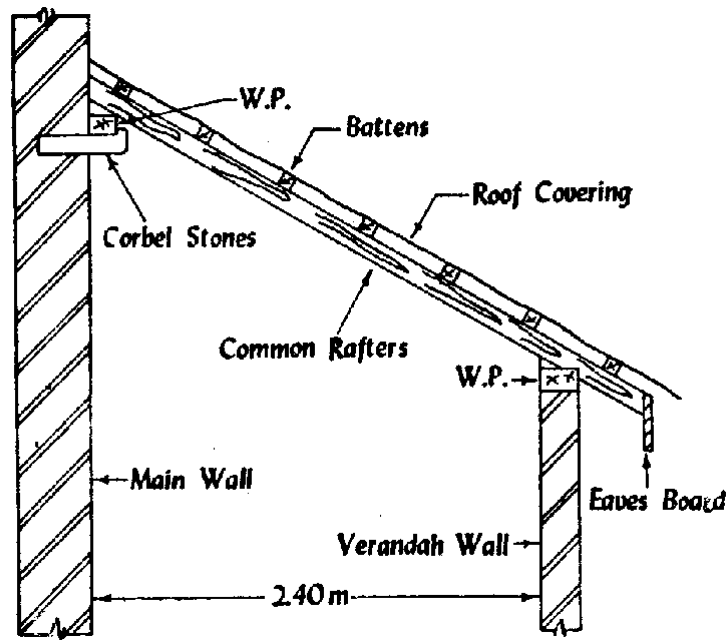 W.P.
Battens
Roof Covering
Corbel Stones
Common Rafters
W.P.
Main Wall
Eaves Board
Verandah Wall
2.40 m